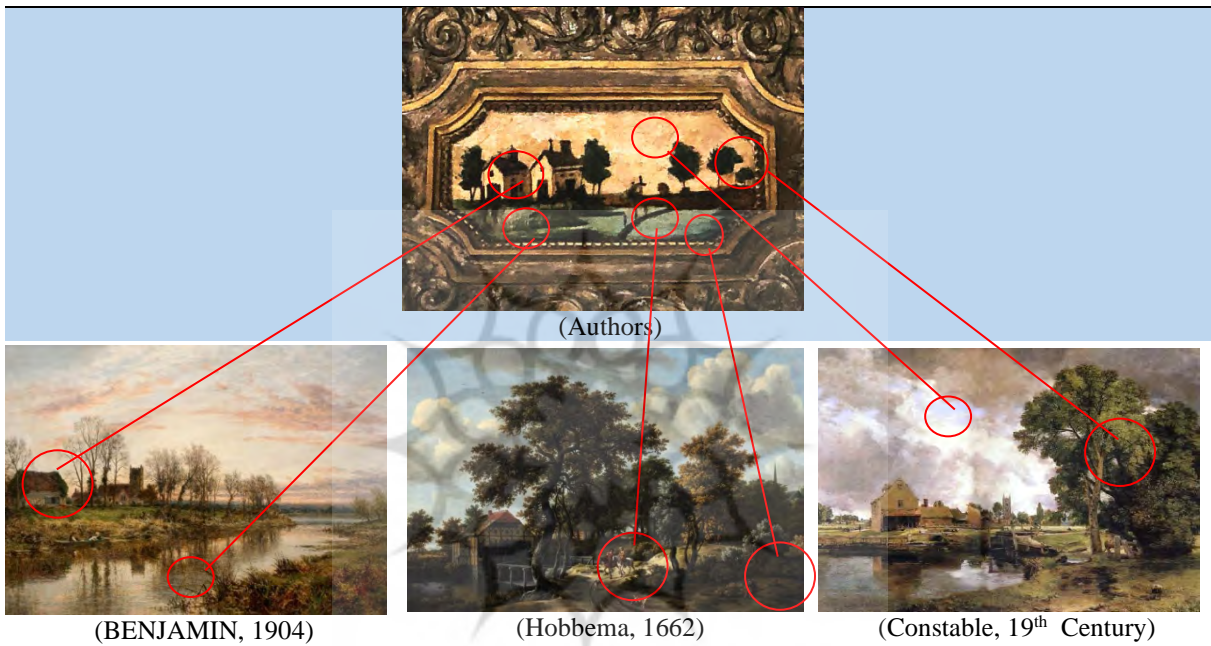 (Authors)
(BENJAMIN, 1904)
(Hobbema, 1662)
(Constable, 19th Century)